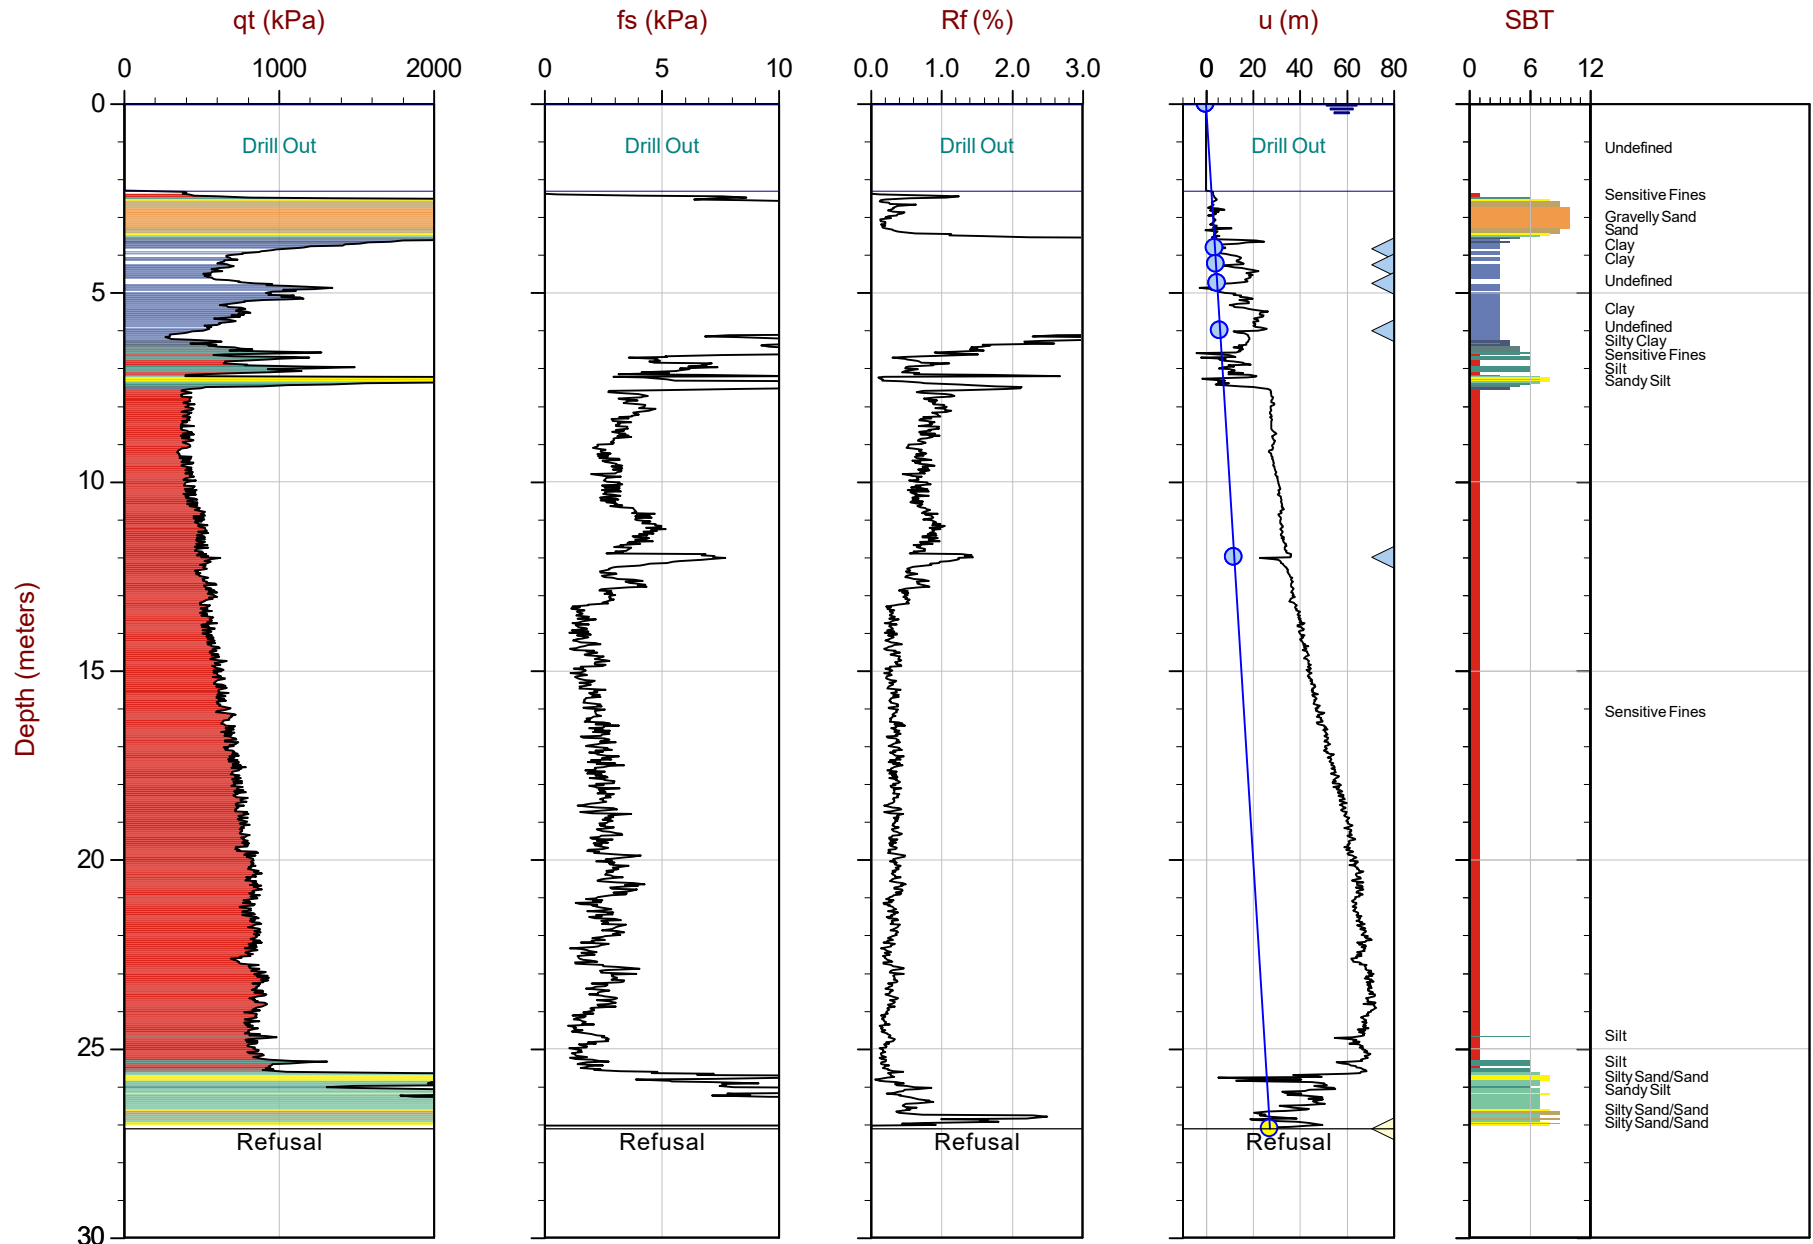 qt (kPa) fs (kPa) Rf (%) u (m) SBT
0 1000 2000 0 5 10 0.0 1.0 2.0 3.0 0 20 40 60 80 0 6 12
0
Drill Out Drill Out Drill Out Drill Out Undefined
Sensitive Fines
Gravelly Sand
Sand
Clay
Clay
Undefined
5
Clay
Undefined
Silty Clay
Sensitive Fines
Silt
Sandy Silt
10
Depth (meters)
15
Sensitive Fines
20
Silt
25
Silt
Silty Sand/Sand
Sandy Silt
Silty Sand/Sand
Silty Sand/Sand
Refusal Refusal Refusal Refusal
30